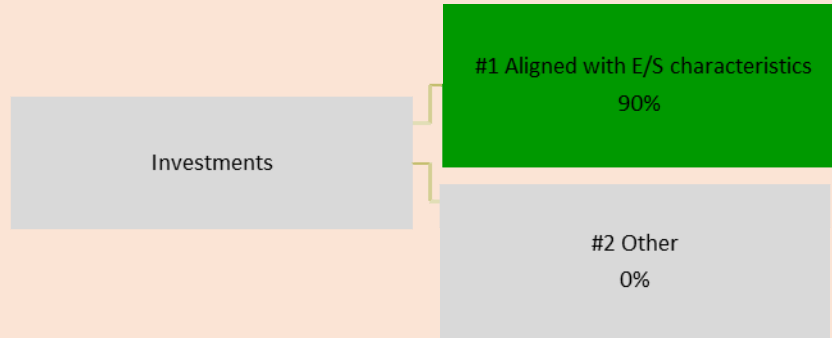 #1 Aligned with E/S characteristics
90%
Investments
#2 Other
0%